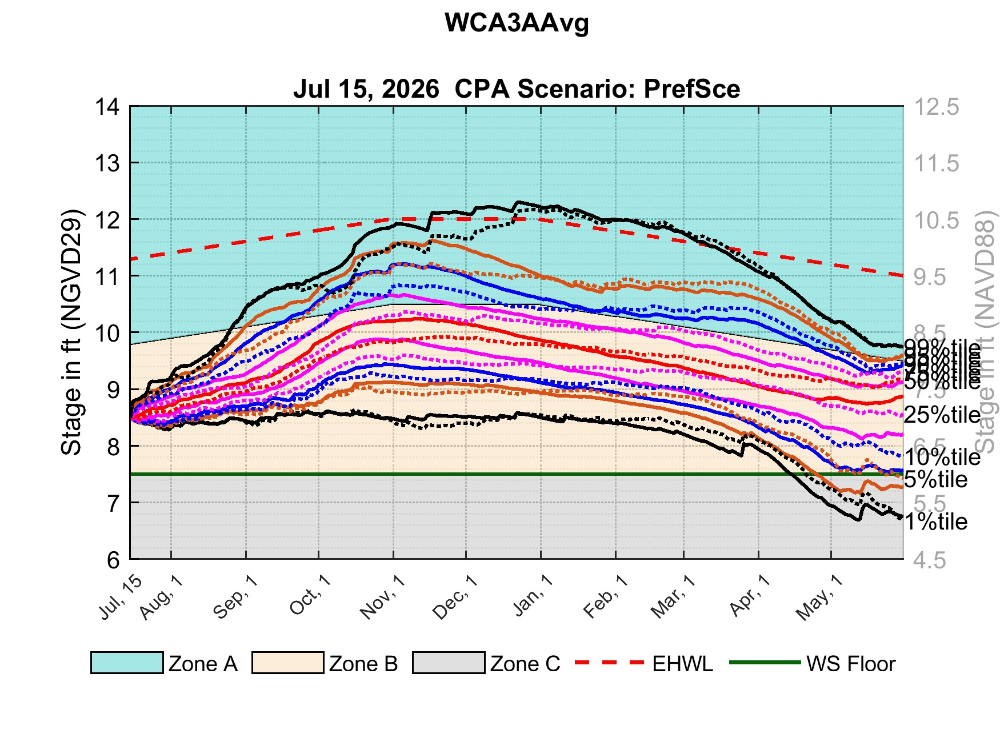 WCA3AAvg
Jul 15, 2026 CPA Scenario: PrefSce
14
13
12
11
10
9
8
7
6
Stage in ft (NGVD29)
12.5
11.5
10.5
9.5
8.5
7.5
6.5
5.5
4.5
Stage in ft (NAVD88)
99%tile
50%tile
25%tile
10%tile
5%tile
1%tile
Jul, 15
Aug, 1
Sep, 1
Oct, 1
Nov, 1
Dec, 1
Jan, 1
Feb, 1
Mar, 1
Apr, 1
May, 1
Zone A
Zone B
Zone C
EHWL
WS Floor